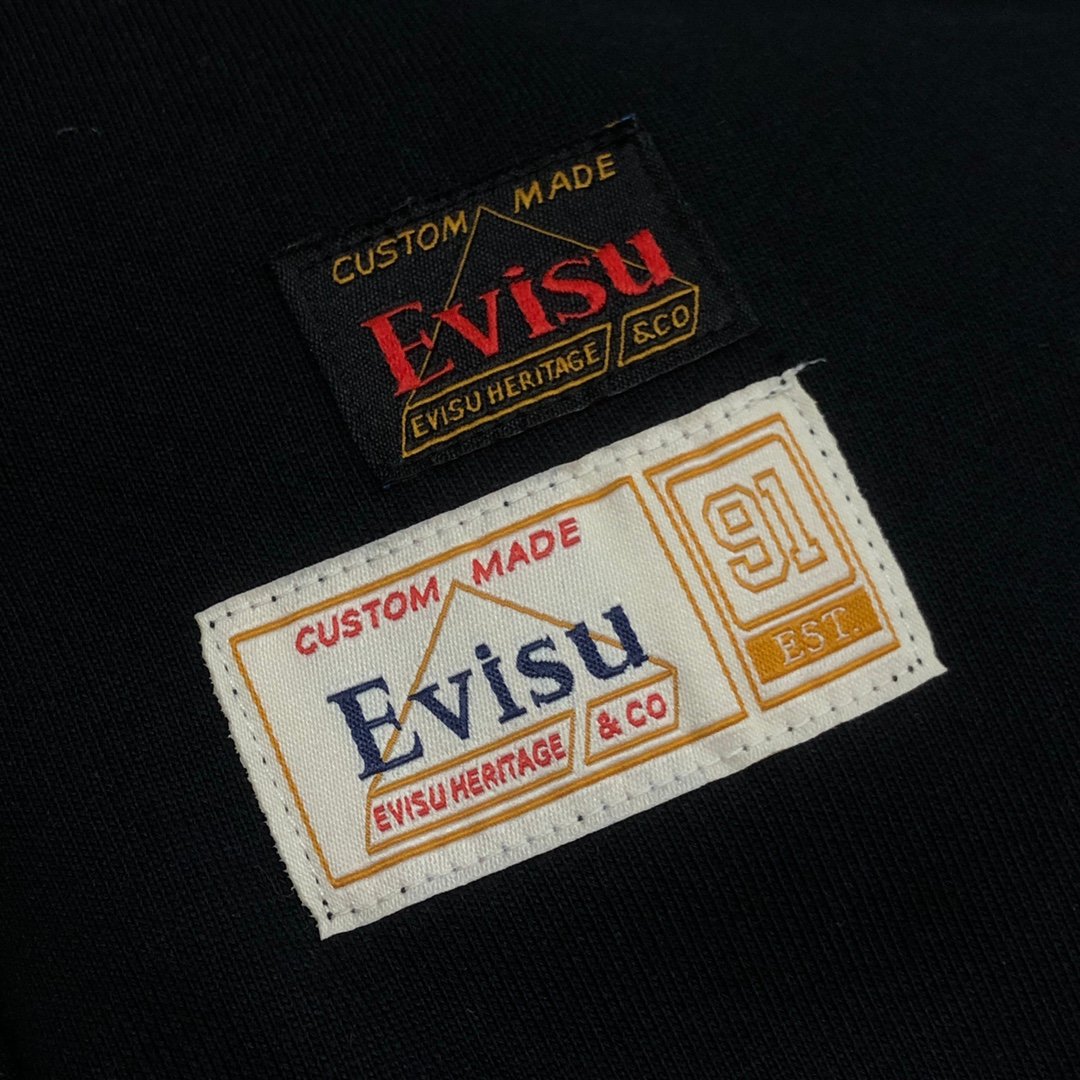 CUSTOM MADE
Evisu
EVISU HERITAGE &CO
CUSTOM MADE
Evisu
EVISU HERITAGE & CO
91
EST.